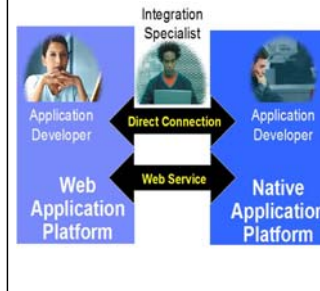 Integration
Specialist
Application
Developer
Direct Connection
Application
Developer
Web Service
Web
Application
Platform
Native
Application
Platform